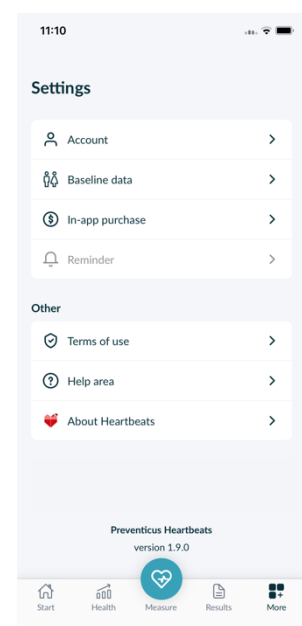 11:10
Settings
Account
Baseline data
In-app purchase
Reminder
Other
Terms of use
Help area
About Heartbeats
Preventicus Heartbeats
version 1.9.0
Start Health Measure Results More